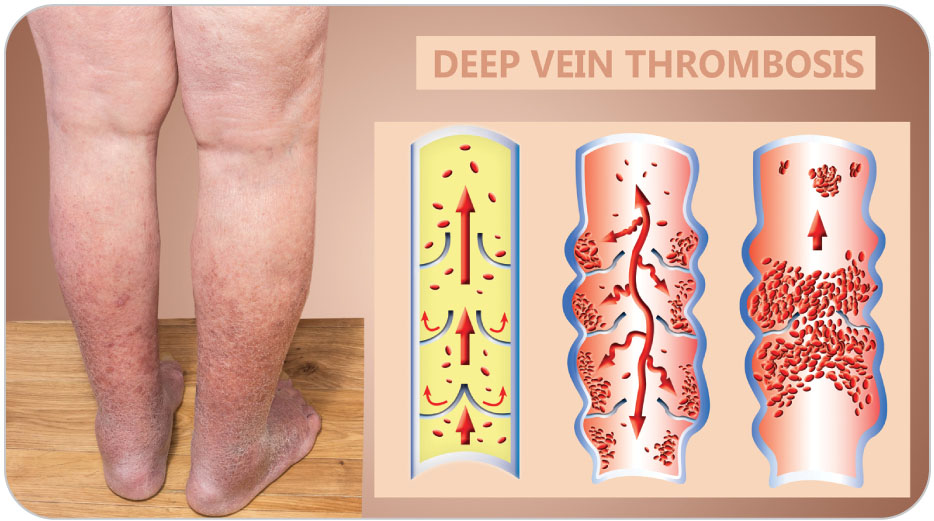 DEEP VEIN THROMBOSIS